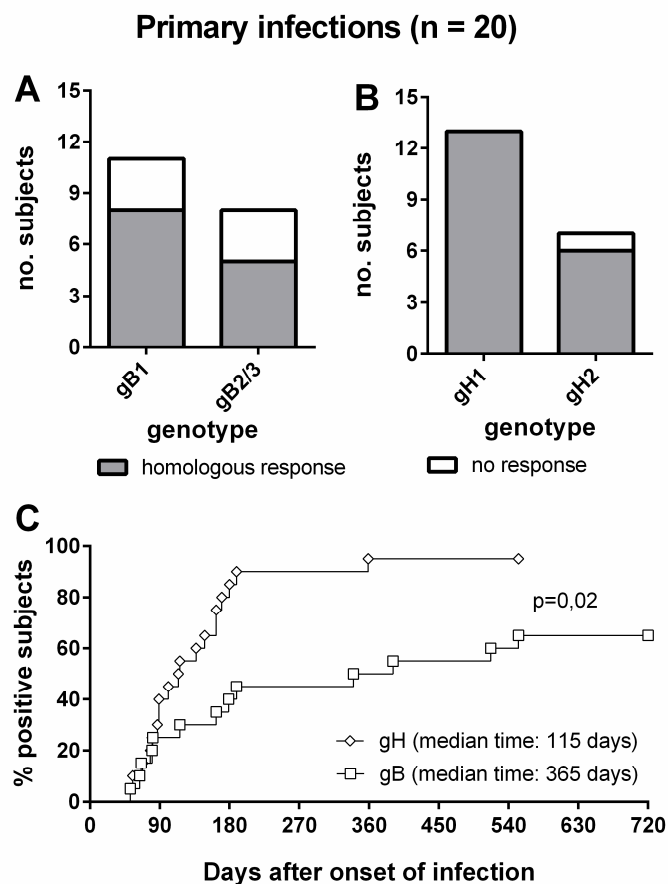 Primary infections (n = 20)
A
15
12
9
6
3
0
no. subjects
gB1
gB2/3
genotype
B
15
12
9
6
3
0
no. subjects
gH1
gH2
genotype
homologous response
no response
C
100
80
60
40
20
0
% positive subjects
p=0,02
gH (median time: 115 days)
gB (median time: 365 days)
0 90 180 270 360 450 540 630 720
Days after onset of infection